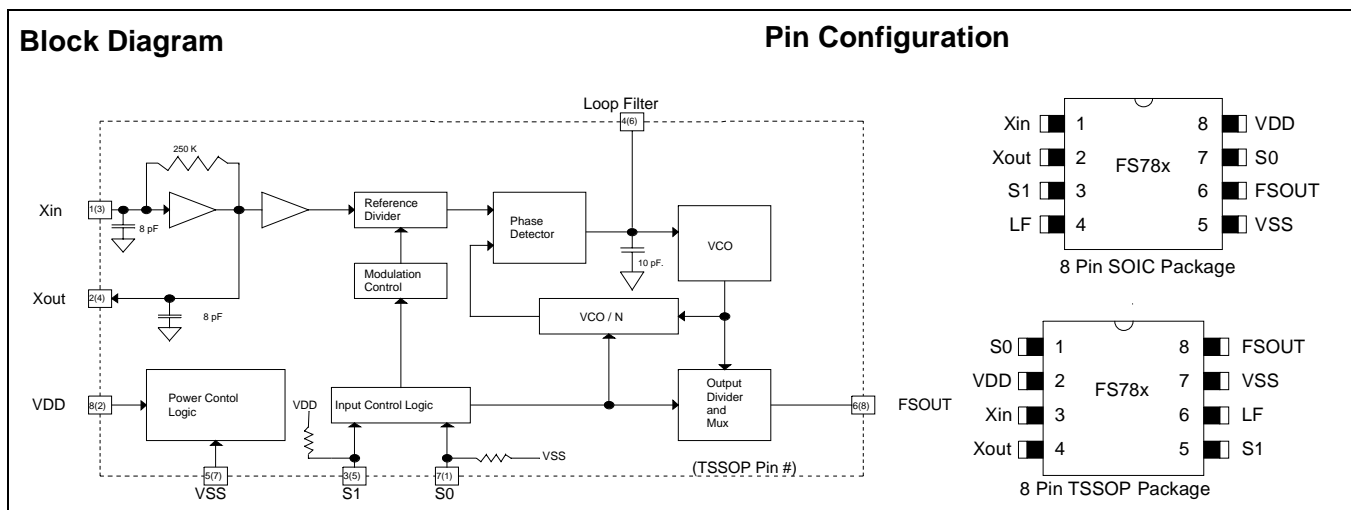 Block Diagram
Pin Configuration
Loop Filter
4(6)
250 K
Xin
1(3)
8 pF
Reference
Divider
Phase
Detector
VCO
10 pF.
Modulation
Control
Xout
2(4)
8 pF
VCO / N
VDD
8(2)
Power Contol
Logic
VDD
Input Control Logic
Output
Divider
and
Mux
6(8)
FSOUT
VSS
(TSSOP Pin #)
5(7)
3(5)
7(1)
VSS
S1
S0
Xin 1 8 VDD
Xout 2 FS78x 7 S0
S1 3 6 FSOUT
LF 4 5 VSS
8 Pin SOIC Package
S0 1 8 FSOUT
VDD 2 FS78x 7 VSS
Xin 3 6 LF
Xout 4 5 S1
8 Pin TSSOP Package